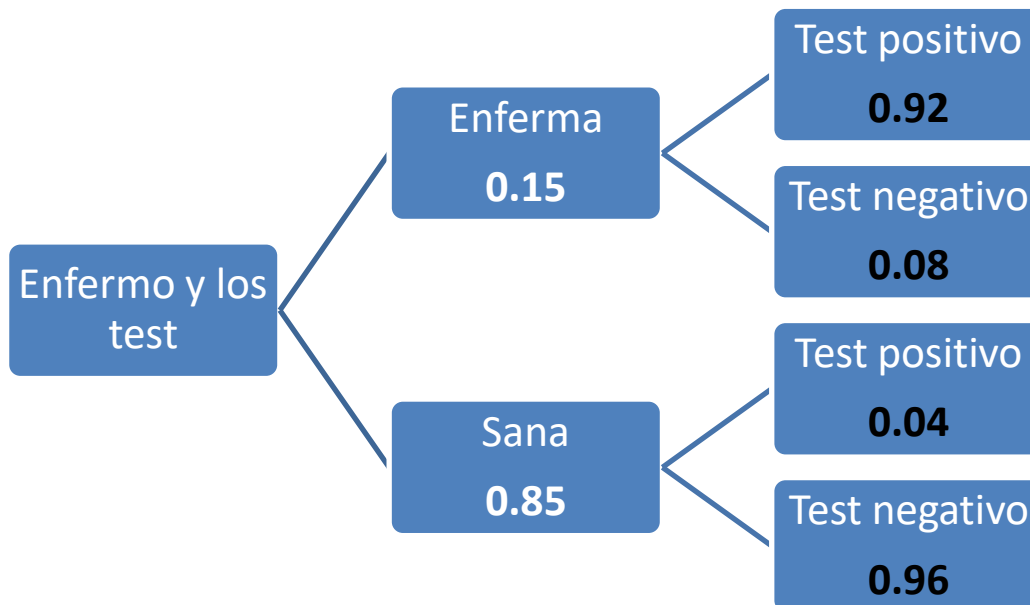 Enfermo y los
test
Enferma
0.15
Test positivo
0.92
Test negativo
0.08
Sana
0.85
Test positivo
0.04
Test negativo
0.96